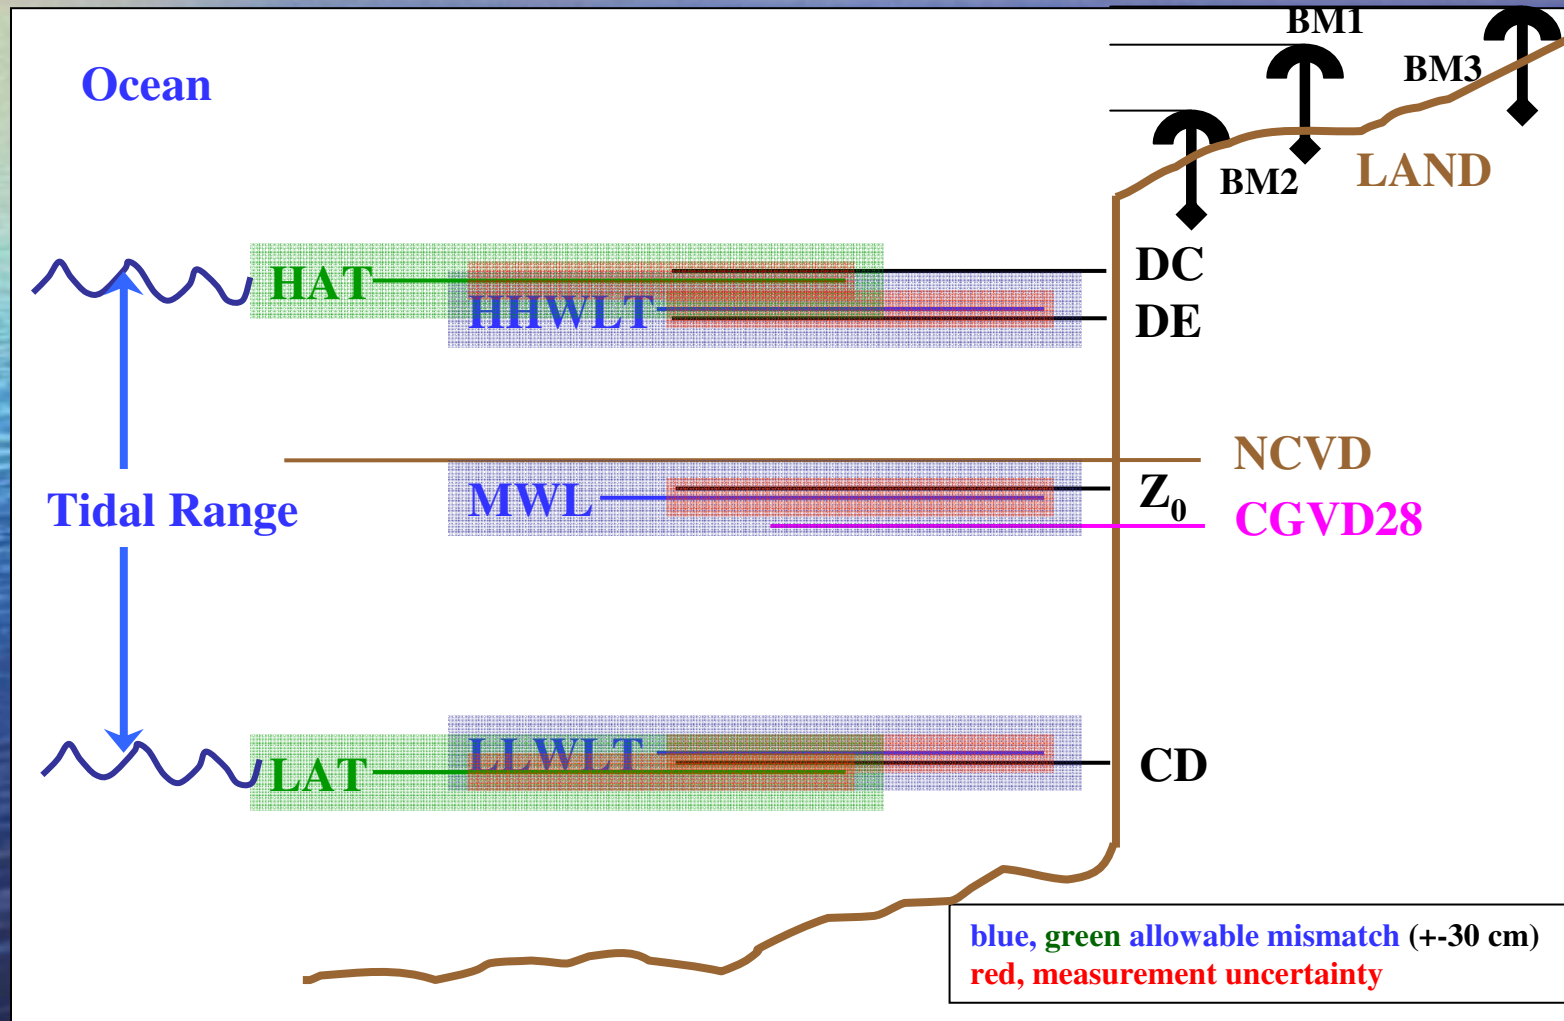 BM1
Ocean
BM3
LAND
BM2
HAT
DC
HHWLT
DE
NCVD
MWL
Z₀
Tidal Range
CGVD28
LLWLT
CD
LAT
blue, green allowable mismatch (+-30 cm)
red, measurement uncertainty